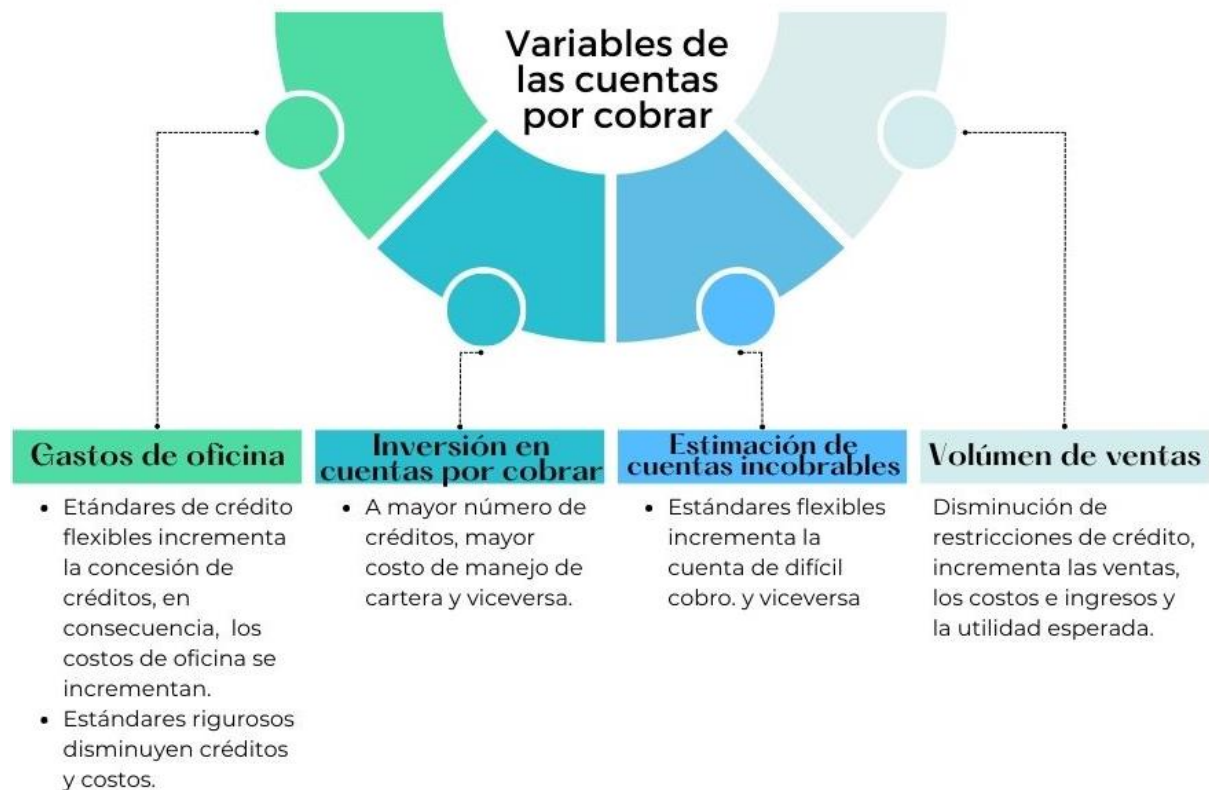 Variables de
las cuentas
por cobrar
Gastos de oficina
• Etándares de crédito
flexibles incrementa
la concesión de
créditos, en
consecuencia, los
costos de oficina se
incrementan.
• Estándares rigurosos
disminuyen créditos
y costos.
Inversión en
cuentas por cobrar
• A mayor número de
créditos, mayor
costo de manejo de
cartera y viceversa.
Estimación de
cuentas incobrables
• Estándares flexibles
incrementa la
cuenta de difícil
cobro. y viceversa
Volúmen de ventas
Disminución de
restricciones de crédito,
incrementa las ventas,
los costos e ingresos y
la utilidad esperada.